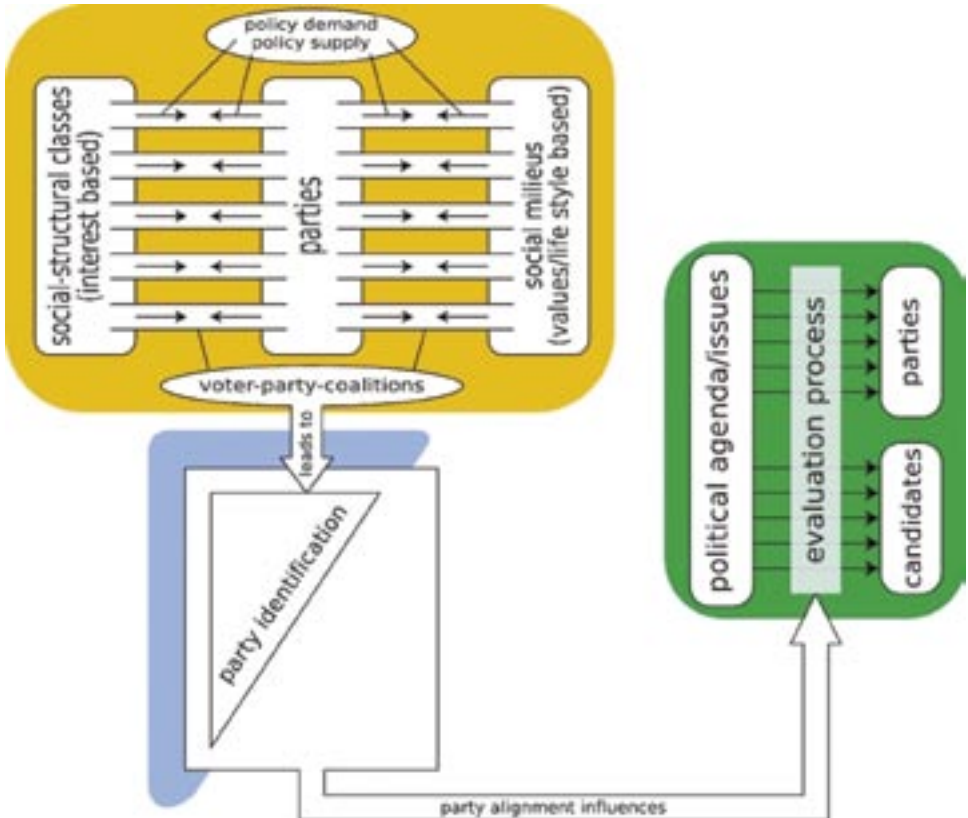 policy demand
policy supply
social-structural classes
(interest based)
parties
social milieus
(values/life style based)
voter-party-coalitions
leads to
party identification
party alignment influences
political agenda/issues
evaluation process
parties
candidates